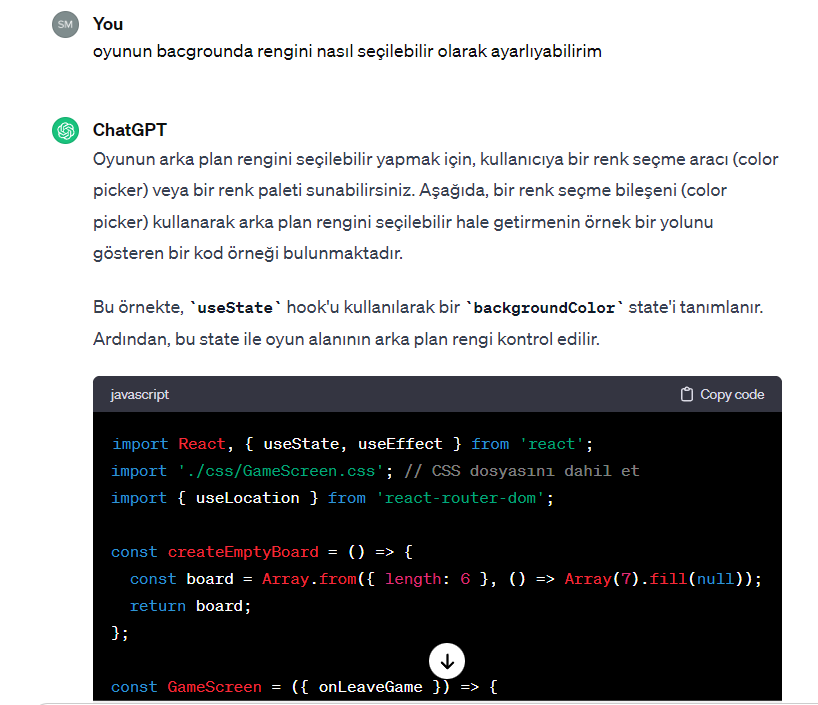 SM
You
oyunun bacgrounda rengini nasıl seçilebilir olarak ayarlıyabilirim
ChatGPT
Oyunun arka plan rengini seçilebilir yapmak için, kullanıcıya bir renk seçme aracı (color
picker) veya bir renk paleti sunabilirsiniz. Aşağıda, bir renk seçme bileşeni (color
picker) kullanarak arka plan rengini seçilebilir hale getirmenin örnek bir yolunu
gösteren bir kod örneği bulunmaktadır.
Bu örnekte, `useState` hook'u kullanılarak bir `backgroundColor` state'i tanımlanır.
Ardından, bu state ile oyun alanının arka plan rengi kontrol edilir.
javascript
Copy code
import React, { useState, useEffect } from 'react';
import './css/GameScreen.css'; // CSS dosyasını dahil et
import { useLocation } from 'react-router-dom';
const createEmptyBoard = () => {
const board = Array.from({ length: 6 }, () => Array(7).fill(null));
return board;
};
const GameScreen = ({ onLeaveGame }) => {